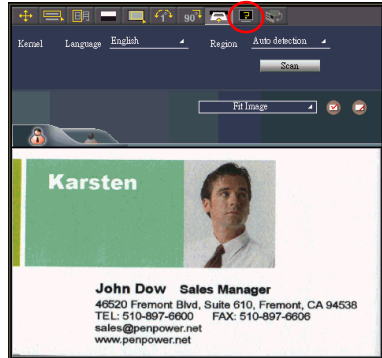 90°
?
Kernel Language English Region Auto detection
Scan
Fit Image
Karsten
John Dow Sales Manager
46520 Fremont Blvd, Suite 610, Fremont, CA 94538
TEL: 510-897-6600 FAX: 510-897-6606
sales@penpower.net
www.penpower.net